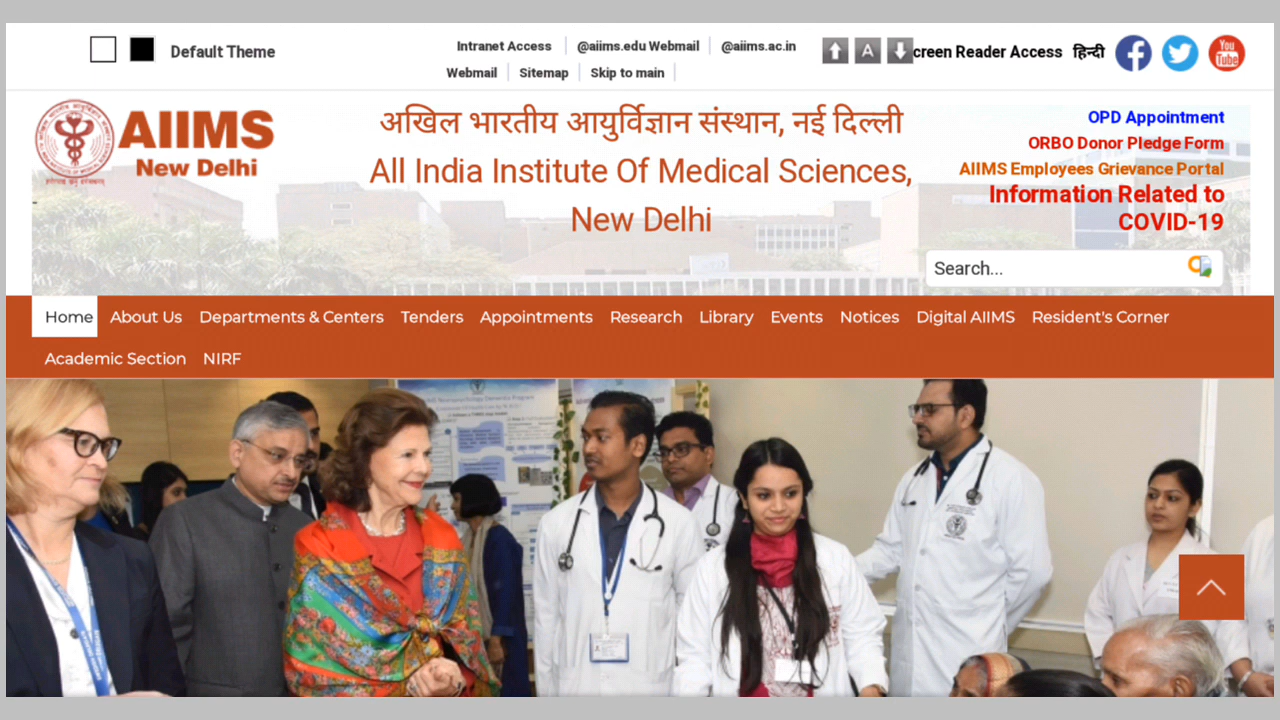 Default Theme
Intranet Access
@aiims.edu Webmail
@aiims.ac.in
Webmail
Sitemap
Skip to main
A
creen Reader Access
हिन्दी
You
Tube
AIIMS
New Delhi
अखिल भारतीय आयुर्विज्ञान संस्थान, नई दिल्ली
All India Institute Of Medical Sciences,
New Delhi
OPD Appointment
ORBO Donor Pledge Form
AIIMS Employees Grievance Portal
Information Related to
COVID-19
Search...
Home
About Us
Departments & Centers
Tenders
Appointments
Research
Library
Events
Notices
Digital AIIMS
Resident's Corner
Academic Section
NIRF